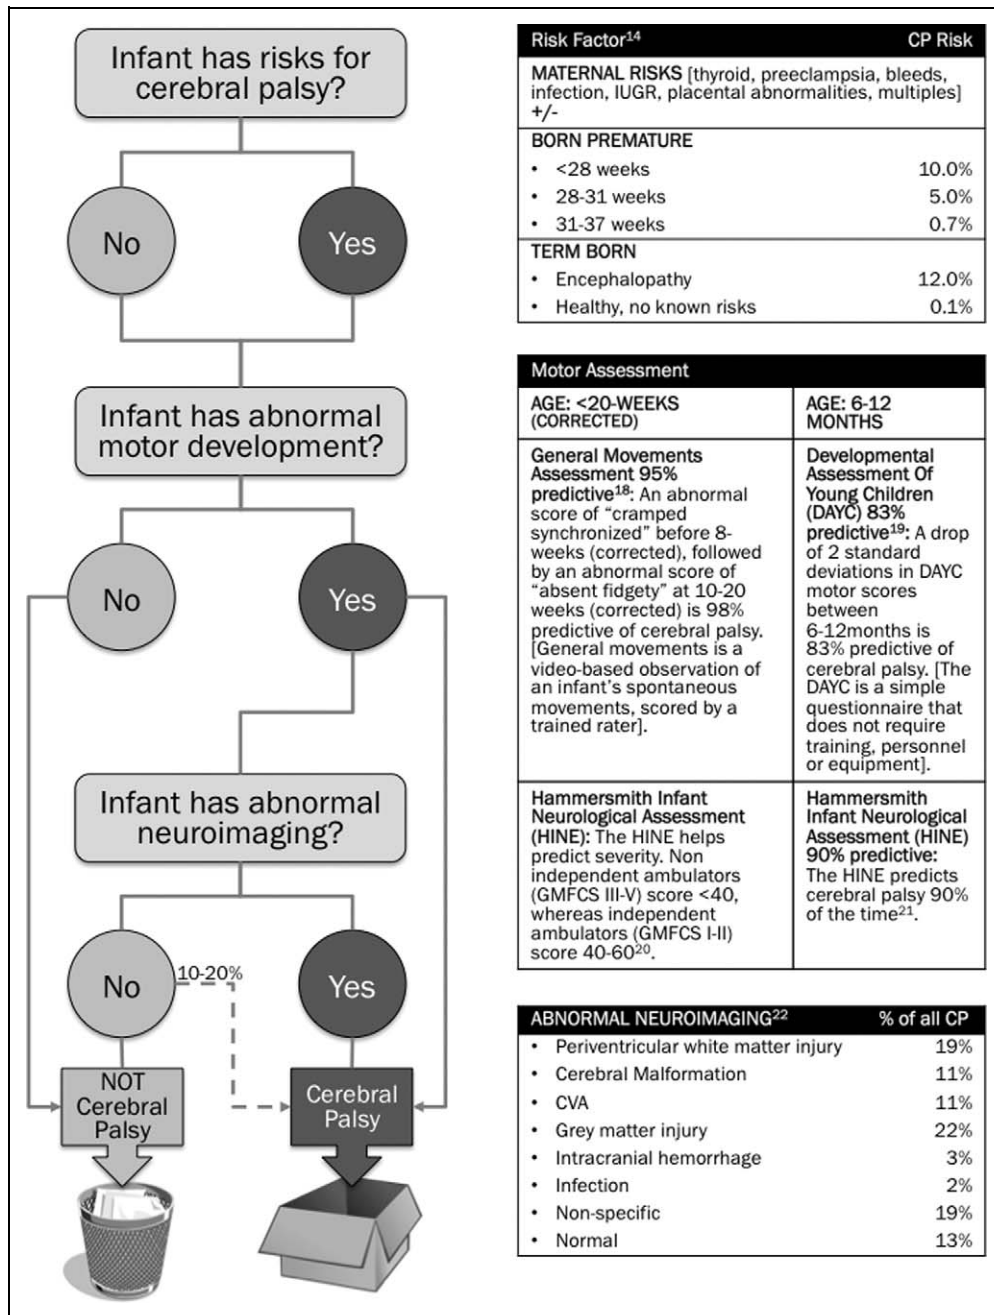 Infant has risks for
cerebral palsy?
No
Yes
Infant has abnormal
motor development?
No
Yes
Infant has abnormal
neuroimaging?
No
10-20%
Yes
NOT
Cerebral
Palsy
Cerebral
Palsy
Risk Factor¹⁴ CP Risk
MATERNAL RISKS [thyroid, preeclampsia, bleeds,
infection, IUGR, placental abnormalities, multiples]
+/-
BORN PREMATURE
• <28 weeks 10.0%
• 28-31 weeks 5.0%
• 31-37 weeks 0.7%
TERM BORN
• Encephalopathy 12.0%
• Healthy, no known risks 0.1%
Motor Assessment
AGE: <20-WEEKS
(CORRECTED)
AGE: 6-12
MONTHS
General Movements
Assessment 95%
predictive¹⁸: An abnormal
score of “cramped
synchronized” before 8-
weeks (corrected), followed
by an abnormal score of
“absent fidgety” at 10-20
weeks (corrected) is 98%
predictive of cerebral palsy.
[General movements is a
video-based observation of
an infant’s spontaneous
movements, scored by a
trained rater].
Developmental
Assessment Of
Young Children
(DAYC) 83%
predictive¹⁹: A drop
of 2 standard
deviations in DAYC
motor scores
between
6-12months is
83% predictive of
cerebral palsy. [The
DAYC is a simple
questionnaire that
does not require
training, personnel
or equipment].
Hammersmith Infant
Neurological Assessment
(HINE): The HINE helps
predict severity. Non
independent ambulators
(GMFCS III-V) score <40,
whereas independent
ambulators (GMFCS I-II)
score 40-60²⁰.
Hammersmith
Infant Neurological
Assessment (HINE)
90% predictive:
The HINE predicts
cerebral palsy 90%
of the time²¹.
ABNORMAL NEUROIMAGING²² % of all CP
• Periventricular white matter injury 19%
• Cerebral Malformation 11%
• CVA 11%
• Grey matter injury 22%
• Intracranial hemorrhage 3%
• Infection 2%
• Non-specific 19%
• Normal 13%